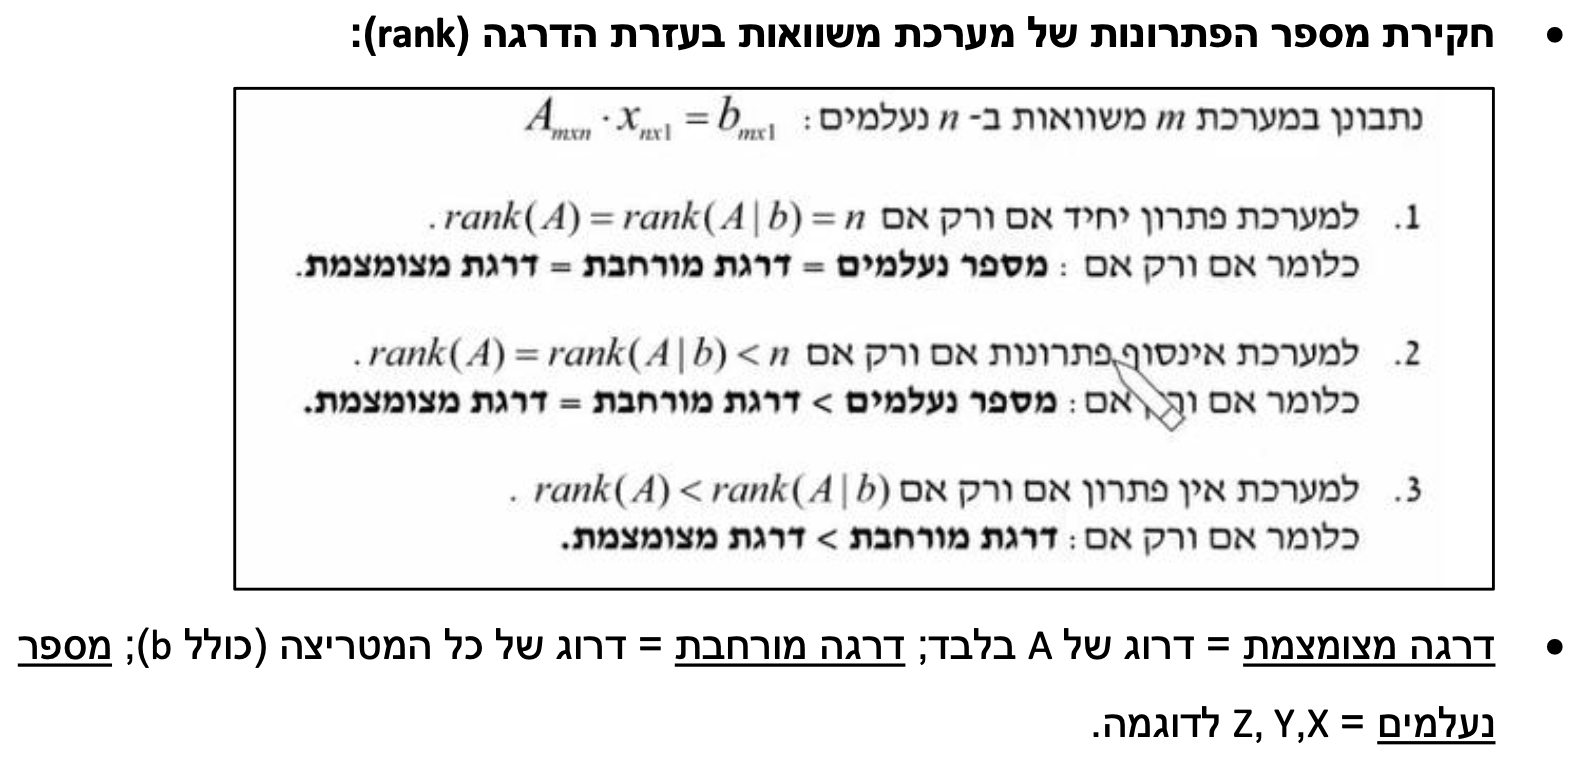 • חקירת מספר הפתרונות של מערכת משוואות בעזרת הדרגה (rank):
נתבונן במערכת m משוואות ב- n נעלמים : A_{mxn} · x_{nx1} = b_{mx1}
1. למערכת פתרון יחיד אם ורק אם rank(A) = rank(A|b) = n .
כלומר אם ורק אם : מספר נעלמים = דרגת מורחבת = דרגת מצומצמת.
2. למערכת אינסוף פתרונות אם ורק אם rank(A) = rank(A|b) < n .
כלומר אם ורק אם : מספר נעלמים > דרגת מורחבת = דרגת מצומצמת.
3. למערכת אין פתרון אם ורק אם rank(A) < rank(A|b) .
כלומר אם ורק אם : דרגת מורחבת > דרגת מצומצמת.
• דרגה מצומצמת = דרוג של A בלבד; דרגה מורחבת = דרוג של כל המטריצה (כולל b); מספר
נעלמים = Z, Y,X לדוגמה.